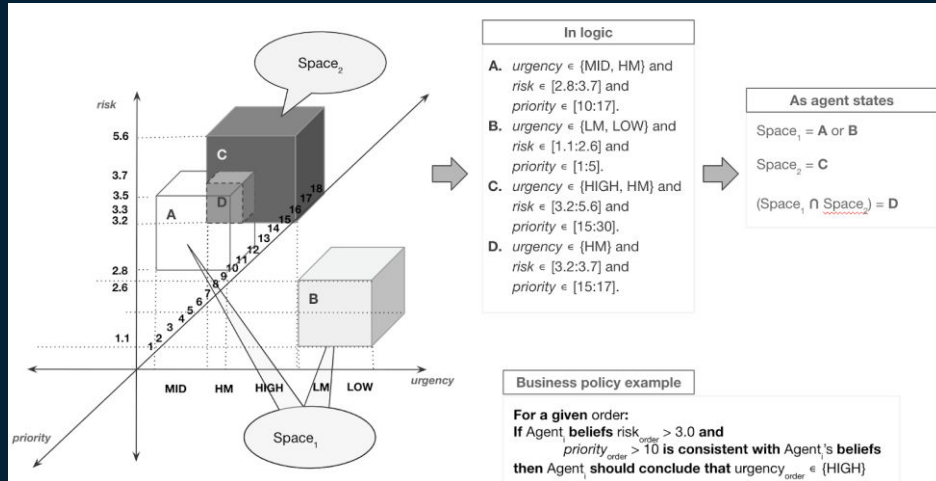 Space₂
risk
5.6
3.7
3.5
3.3
3.2
2.8
2.6
1.1
C
A
D
B
1
2
3
4
5
6
7
8
9
10
11
12
13
14
15
16
17
18
MID HM HIGH LM LOW
urgency
priority
Space₁
In logic
A. urgency ∈ {MID, HM} and
risk ∈ [2.8:3.7] and
priority ∈ [10:17].
B. urgency ∈ {LM, LOW} and
risk ∈ [1.1:2.6] and
priority ∈ [1:5].
C. urgency ∈ {HIGH, HM} and
risk ∈ [3.2:5.6] and
priority ∈ [15:30].
D. urgency ∈ {HM} and
risk ∈ [3.2:3.7] and
priority ∈ [15:17].
As agent states
Space₁ = A or B
Space₂ = C
(Space₁ ∩ Space₂) = D
Business policy example
For a given order:
If Agentᵢ beliefs risk_order > 3.0 and
priority_order > 10 is consistent with Agentᵢ's beliefs
then Agentᵢ should conclude that urgency_order ∈ {HIGH}